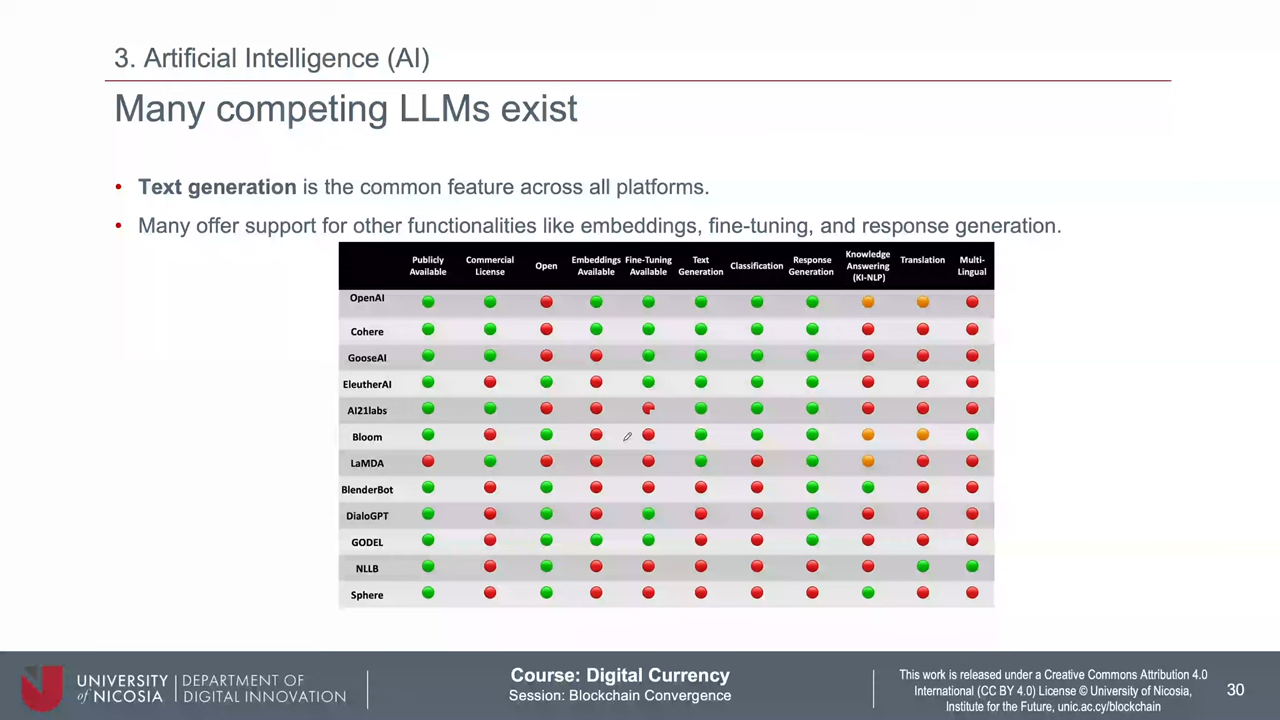 3. Artificial Intelligence (AI)
Many competing LLMs exist
• Text generation is the common feature across all platforms.
• Many offer support for other functionalities like embeddings, fine-tuning, and response generation.
Publicly Available Commercial License Open Embeddings Available Fine-Tuning Available Text Generation Classification Response Generation Knowledge Answering (KI-NLP) Translation Multi-Lingual
OpenAI
Cohere
GooseAI
EleutherAI
AI21labs
Bloom
LaMDA
BlenderBot
DialoGPT
GODEL
NLLB
Sphere
UNIVERSITY of NICOSIA
DEPARTMENT OF DIGITAL INNOVATION
Course: Digital Currency
Session: Blockchain Convergence
This work is released under a Creative Commons Attribution 4.0
International (CC BY 4.0) License © University of Nicosia,
Institute for the Future, unic.ac.cy/blockchain
30